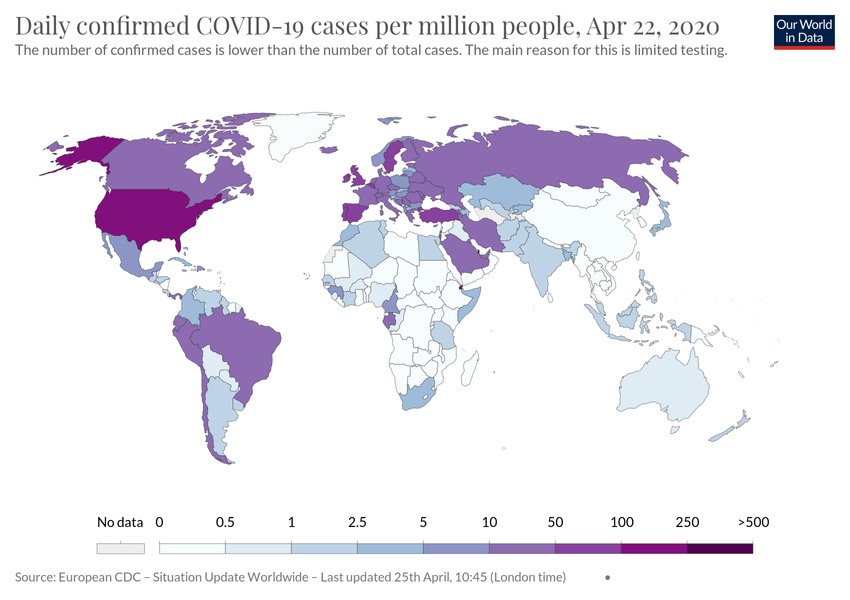 Daily confirmed COVID-19 cases per million people, Apr 22, 2020
The number of confirmed cases is lower than the number of total cases. The main reason for this is limited testing.
Our World
in Data
No data 0 0.5 1 2.5 5 10 50 100 250 >500
Source: European CDC – Situation Update Worldwide – Last updated 25th April, 10:45 (London time)